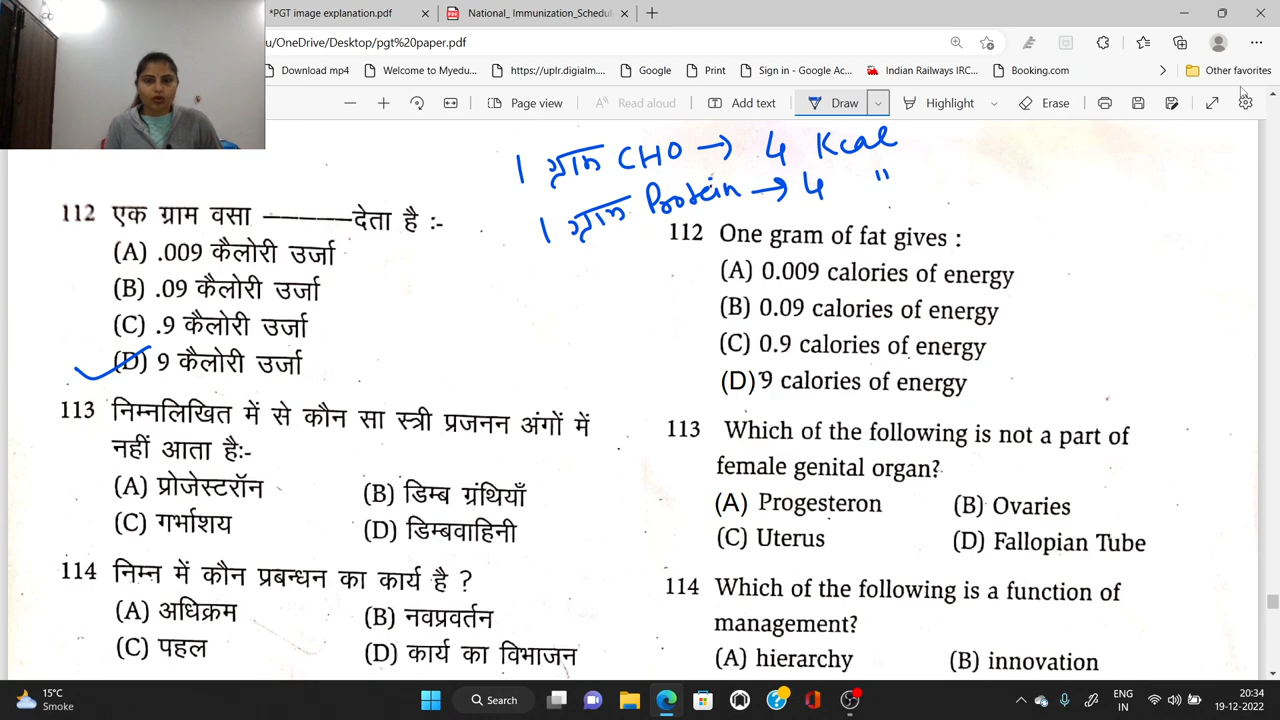 *PGT image explanation.pdf
National_ Immunization_Schedul
u/OneDrive/Desktop/pgt%20paper.pdf
Download mp4 Welcome to Myedu... https://uplr.digialm.... Google Print Sign in - Google Ac... Indian Railways IRC... Booking.com Other favorites
Page view Read aloud Add text Draw Highlight Erase
1 ग्राम CHO → 4 Kcal
1 ग्राम Protein → 4 "
112 एक ग्राम वसा ————देता है :-
(A) .009 कैलोरी उर्जा
(B) .09 कैलोरी उर्जा
(C) .9 कैलोरी उर्जा
(D) 9 कैलोरी उर्जा
113 निम्नलिखित में से कौन सा स्त्री प्रजनन अंगों में
नहीं आता है:-
(A) प्रोजेस्टरॉन (B) डिम्ब ग्रंथियाँ
(C) गर्भाशय (D) डिम्बवाहिनी
114 निम्न में कौन प्रबन्धन का कार्य है ?
(A) अधिक्रम (B) नवप्रवर्तन
(C) पहल (D) कार्य का विभाजन
112 One gram of fat gives :
(A) 0.009 calories of energy
(B) 0.09 calories of energy
(C) 0.9 calories of energy
(D) 9 calories of energy
113 Which of the following is not a part of
female genital organ?
(A) Progesteron (B) Ovaries
(C) Uterus (D) Fallopian Tube
114 Which of the following is a function of
management?
(A) hierarchy (B) innovation
15°C
Smoke
Search
ENG
IN
20:34
19-12-2022